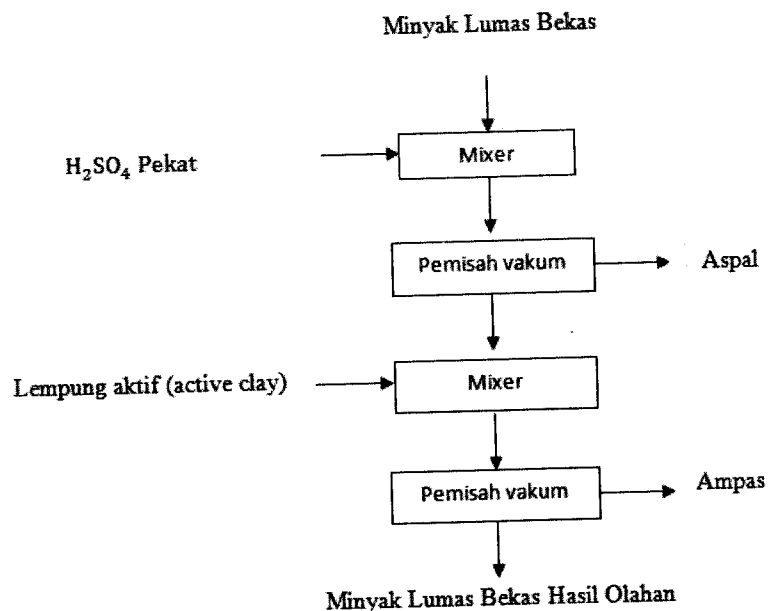 Minyak Lumas Bekas
H₂SO₄ Pekat
Mixer
Pemisah vakum
Aspal
Lempung aktif (active clay)
Mixer
Pemisah vakum
Ampas
Minyak Lumas Bekas Hasil Olahan